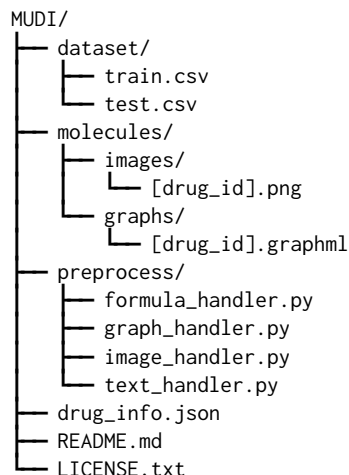 MUDI/
├── dataset/
│   ├── train.csv
│   └── test.csv
├── molecules/
│   ├── images/
│   │   └── [drug_id].png
│   └── graphs/
│       └── [drug_id].graphml
├── preprocess/
│   ├── formula_handler.py
│   ├── graph_handler.py
│   ├── image_handler.py
│   └── text_handler.py
├── drug_info.json
├── README.md
└── LICENSE.txt